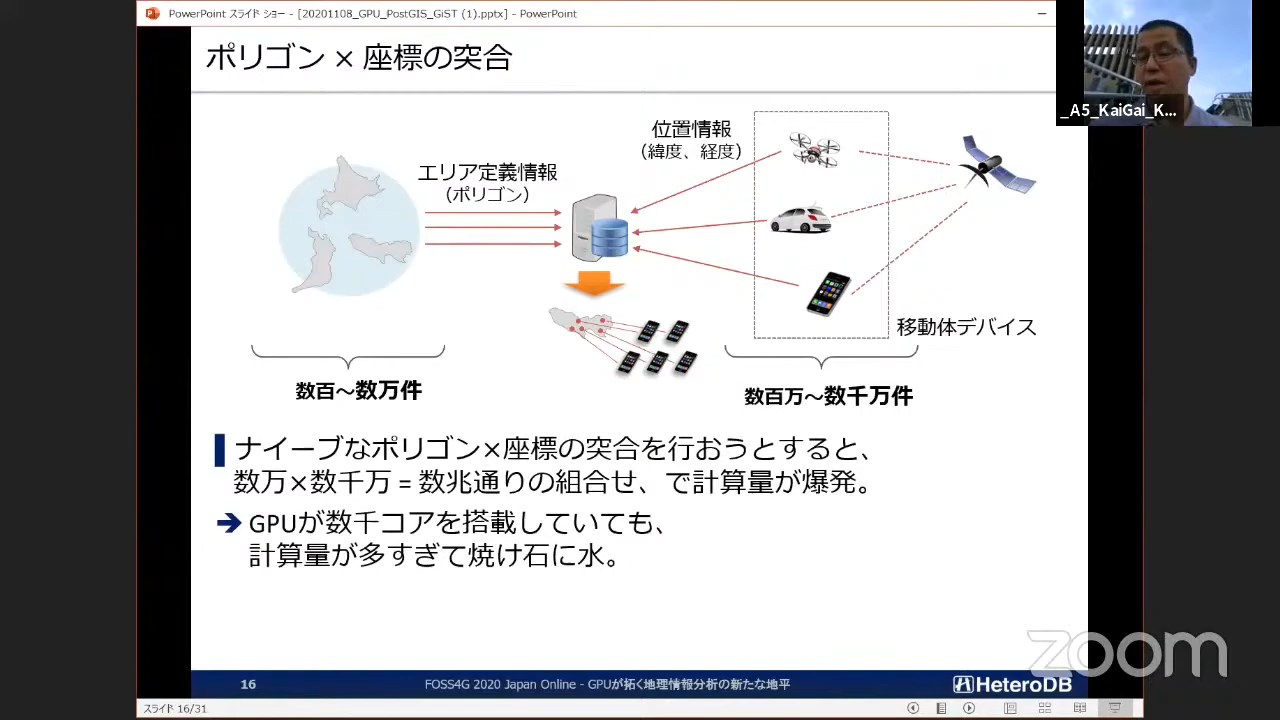 PowerPoint スライド ショー - [20201108_GPU_PostGIS_GiST (1).pptx] - PowerPoint
_A5_KaiGai_K...
ポリゴン × 座標の突合
位置情報
（緯度、経度）
エリア定義情報
（ポリゴン）
移動体デバイス
数百～数万件
数百万～数千万件
ナイーブなポリゴン×座標の突合を行おうとすると、
数万×数千万 = 数兆通りの組合せ、で計算量が爆発。
➔ GPUが数千コアを搭載していても、
計算量が多すぎて焼け石に水。
zoom
16
FOSS4G 2020 Japan Online - GPUが拓く地理情報分析の新たな地平
HeteroDB
スライド 16/31